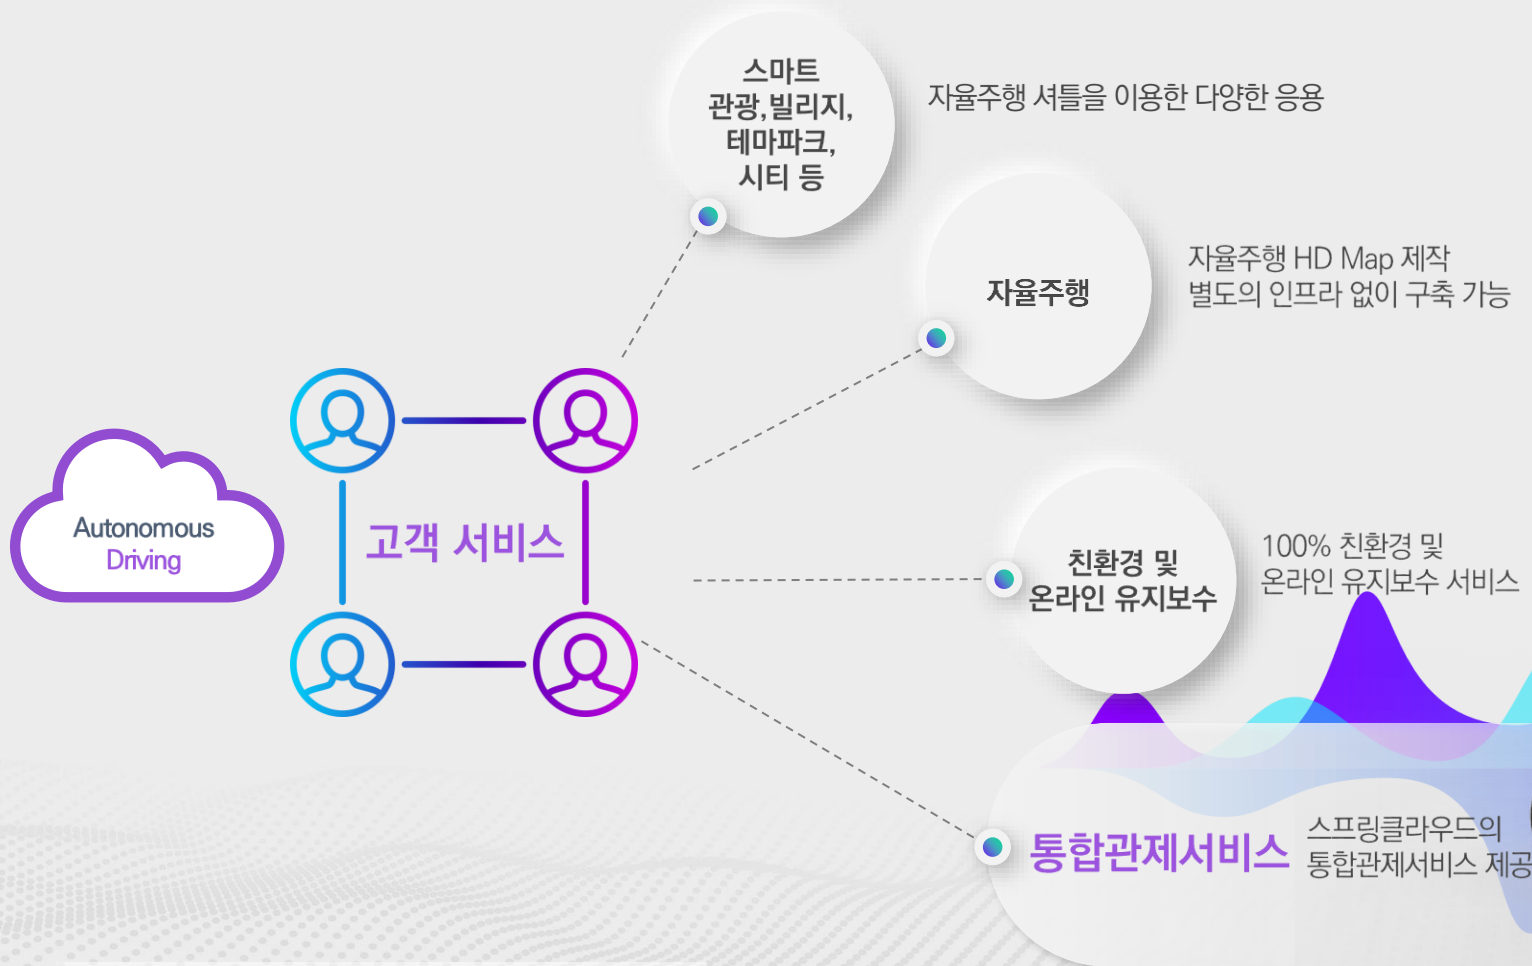 스마트
관광,빌리지,
테마파크,
시티 등
자율주행 셔틀을 이용한 다양한 응용
자율주행
자율주행 HD Map 제작
별도의 인프라 없이 구축 가능
Autonomous
Driving
고객 서비스
친환경 및
온라인 유지보수
100% 친환경 및
온라인 유지보수 서비스
통합관제서비스
스프링클라우드의
통합관제서비스 제공